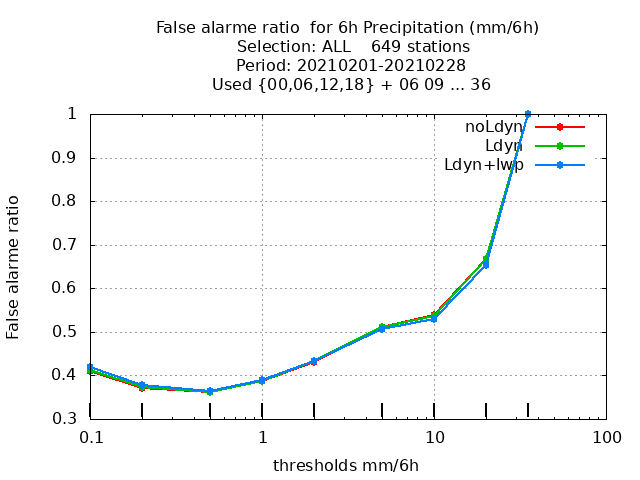 False alarme ratio  for 6h Precipitation (mm/6h)
Selection: ALL    649 stations
Period: 20210201-20210228
Used {00,06,12,18} + 06 09 ... 36
noLdyn
Ldyn
Ldyn+lwp
1
0.9
0.8
0.7
0.6
0.5
0.4
0.3
False alarme ratio
0.1
1
10
100
thresholds mm/6h